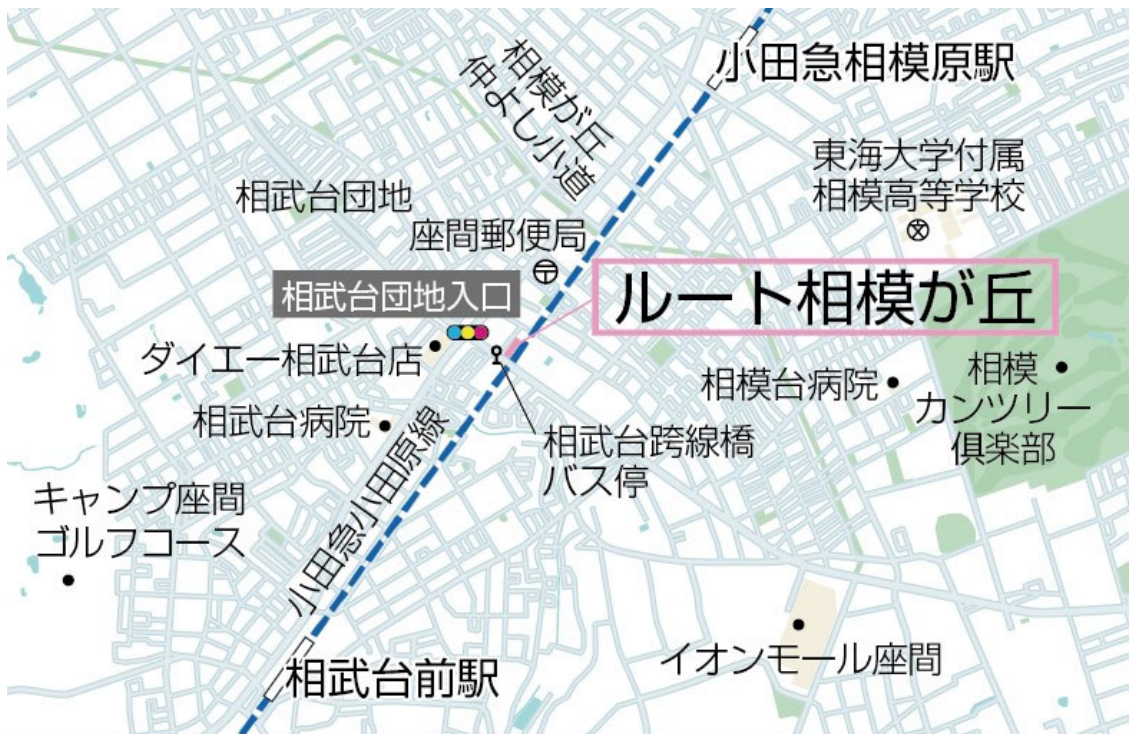 小田急相模原駅
相模が丘
仲よし小道
東海大学付属
相模高等学校
相武台団地
座間郵便局
相武台団地入口
ルート相模が丘
ダイエー相武台店
相模台病院
相模
カンツリー
倶楽部
相武台病院
相武台跨線橋
バス停
小田急小田原線
キャンプ座間
ゴルフコース
イオンモール座間
相武台前駅